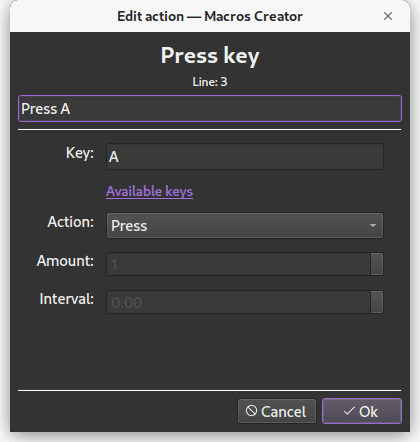 Edit action — Macros Creator
Press key
Line: 3
Press A
Key: A
Available keys
Action: Press
Amount: 1
Interval: 0.00
Cancel Ok